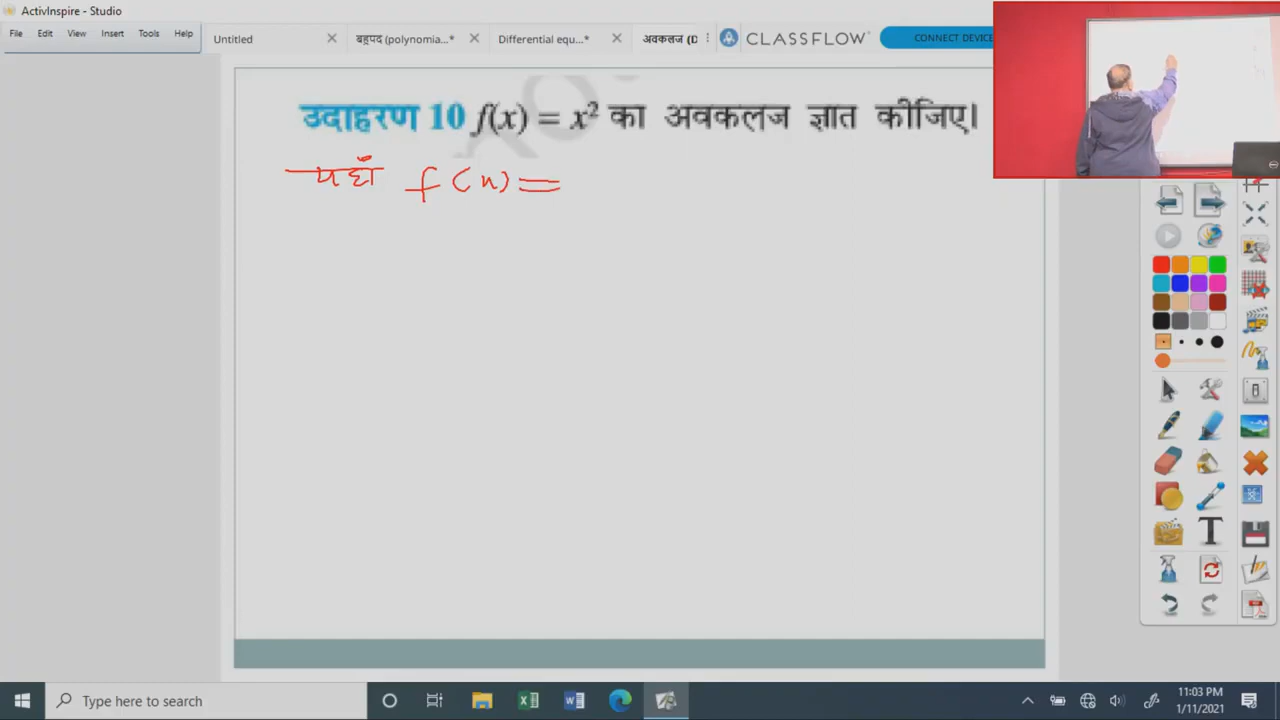 ActivInspire - Studio
File Edit View Insert Tools Help
Untitled
बहुपद (polynomia...*
Differential equ...*
अवकलज (D
CLASSFLOW
CONNECT DEVICE
उदाहरण 10 f(x) = x² का अवकलज ज्ञात कीजिए।
यहाँ f(x) =
Type here to search
11:03 PM
1/11/2021